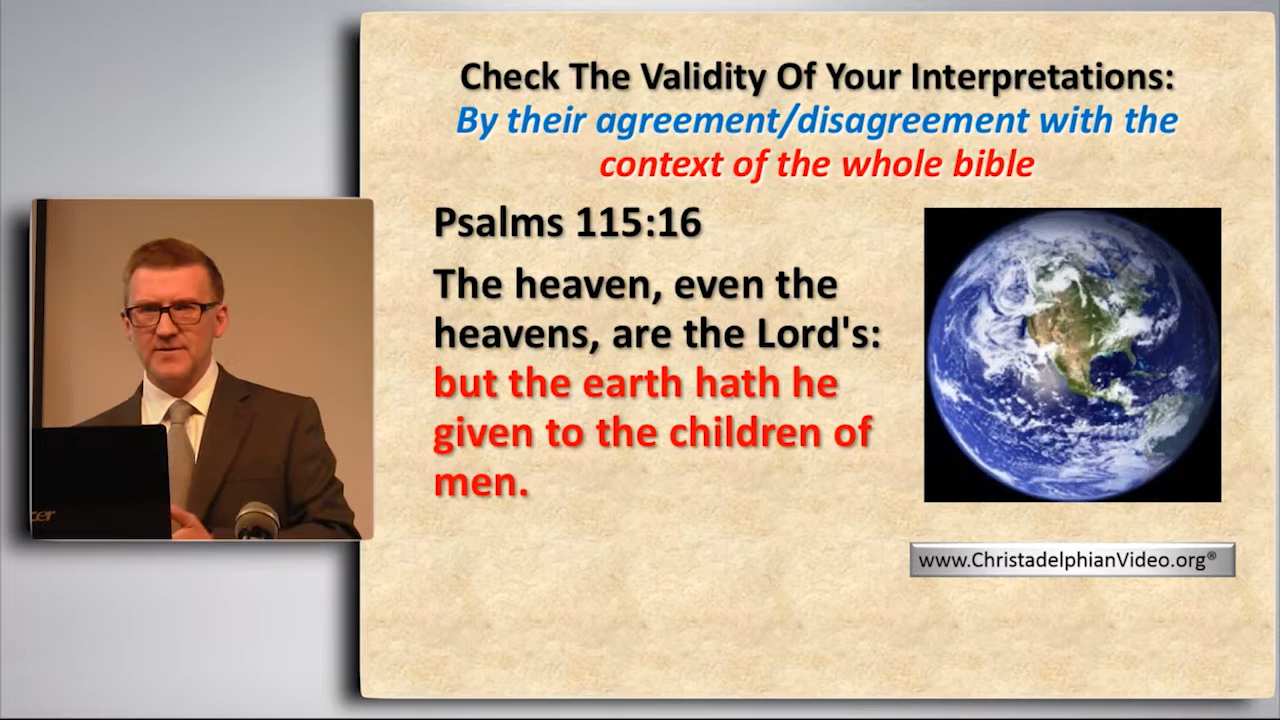 Check The Validity Of Your Interpretations:
By their agreement/disagreement with the
context of the whole bible
Psalms 115:16
The heaven, even the
heavens, are the Lord's:
but the earth hath he
given to the children of
men.
cer
www.ChristadelphianVideo.org®